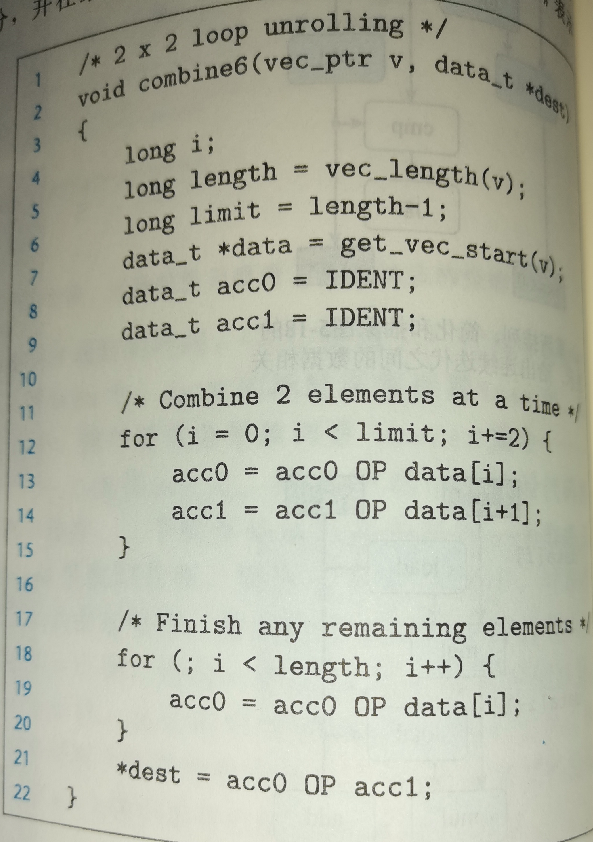 1 /* 2 x 2 loop unrolling */
2 void combine6(vec_ptr v, data_t *dest)
3 {
4 long i;
5 long length = vec_length(v);
6 long limit = length-1;
7 data_t *data = get_vec_start(v);
8 data_t acc0 = IDENT;
9 data_t acc1 = IDENT;
10
11 /* Combine 2 elements at a time */
12 for (i = 0; i < limit; i+=2) {
13 acc0 = acc0 OP data[i];
14 acc1 = acc1 OP data[i+1];
15 }
16
17 /* Finish any remaining elements */
18 for (; i < length; i++) {
19 acc0 = acc0 OP data[i];
20 }
21 *dest = acc0 OP acc1;
22 }